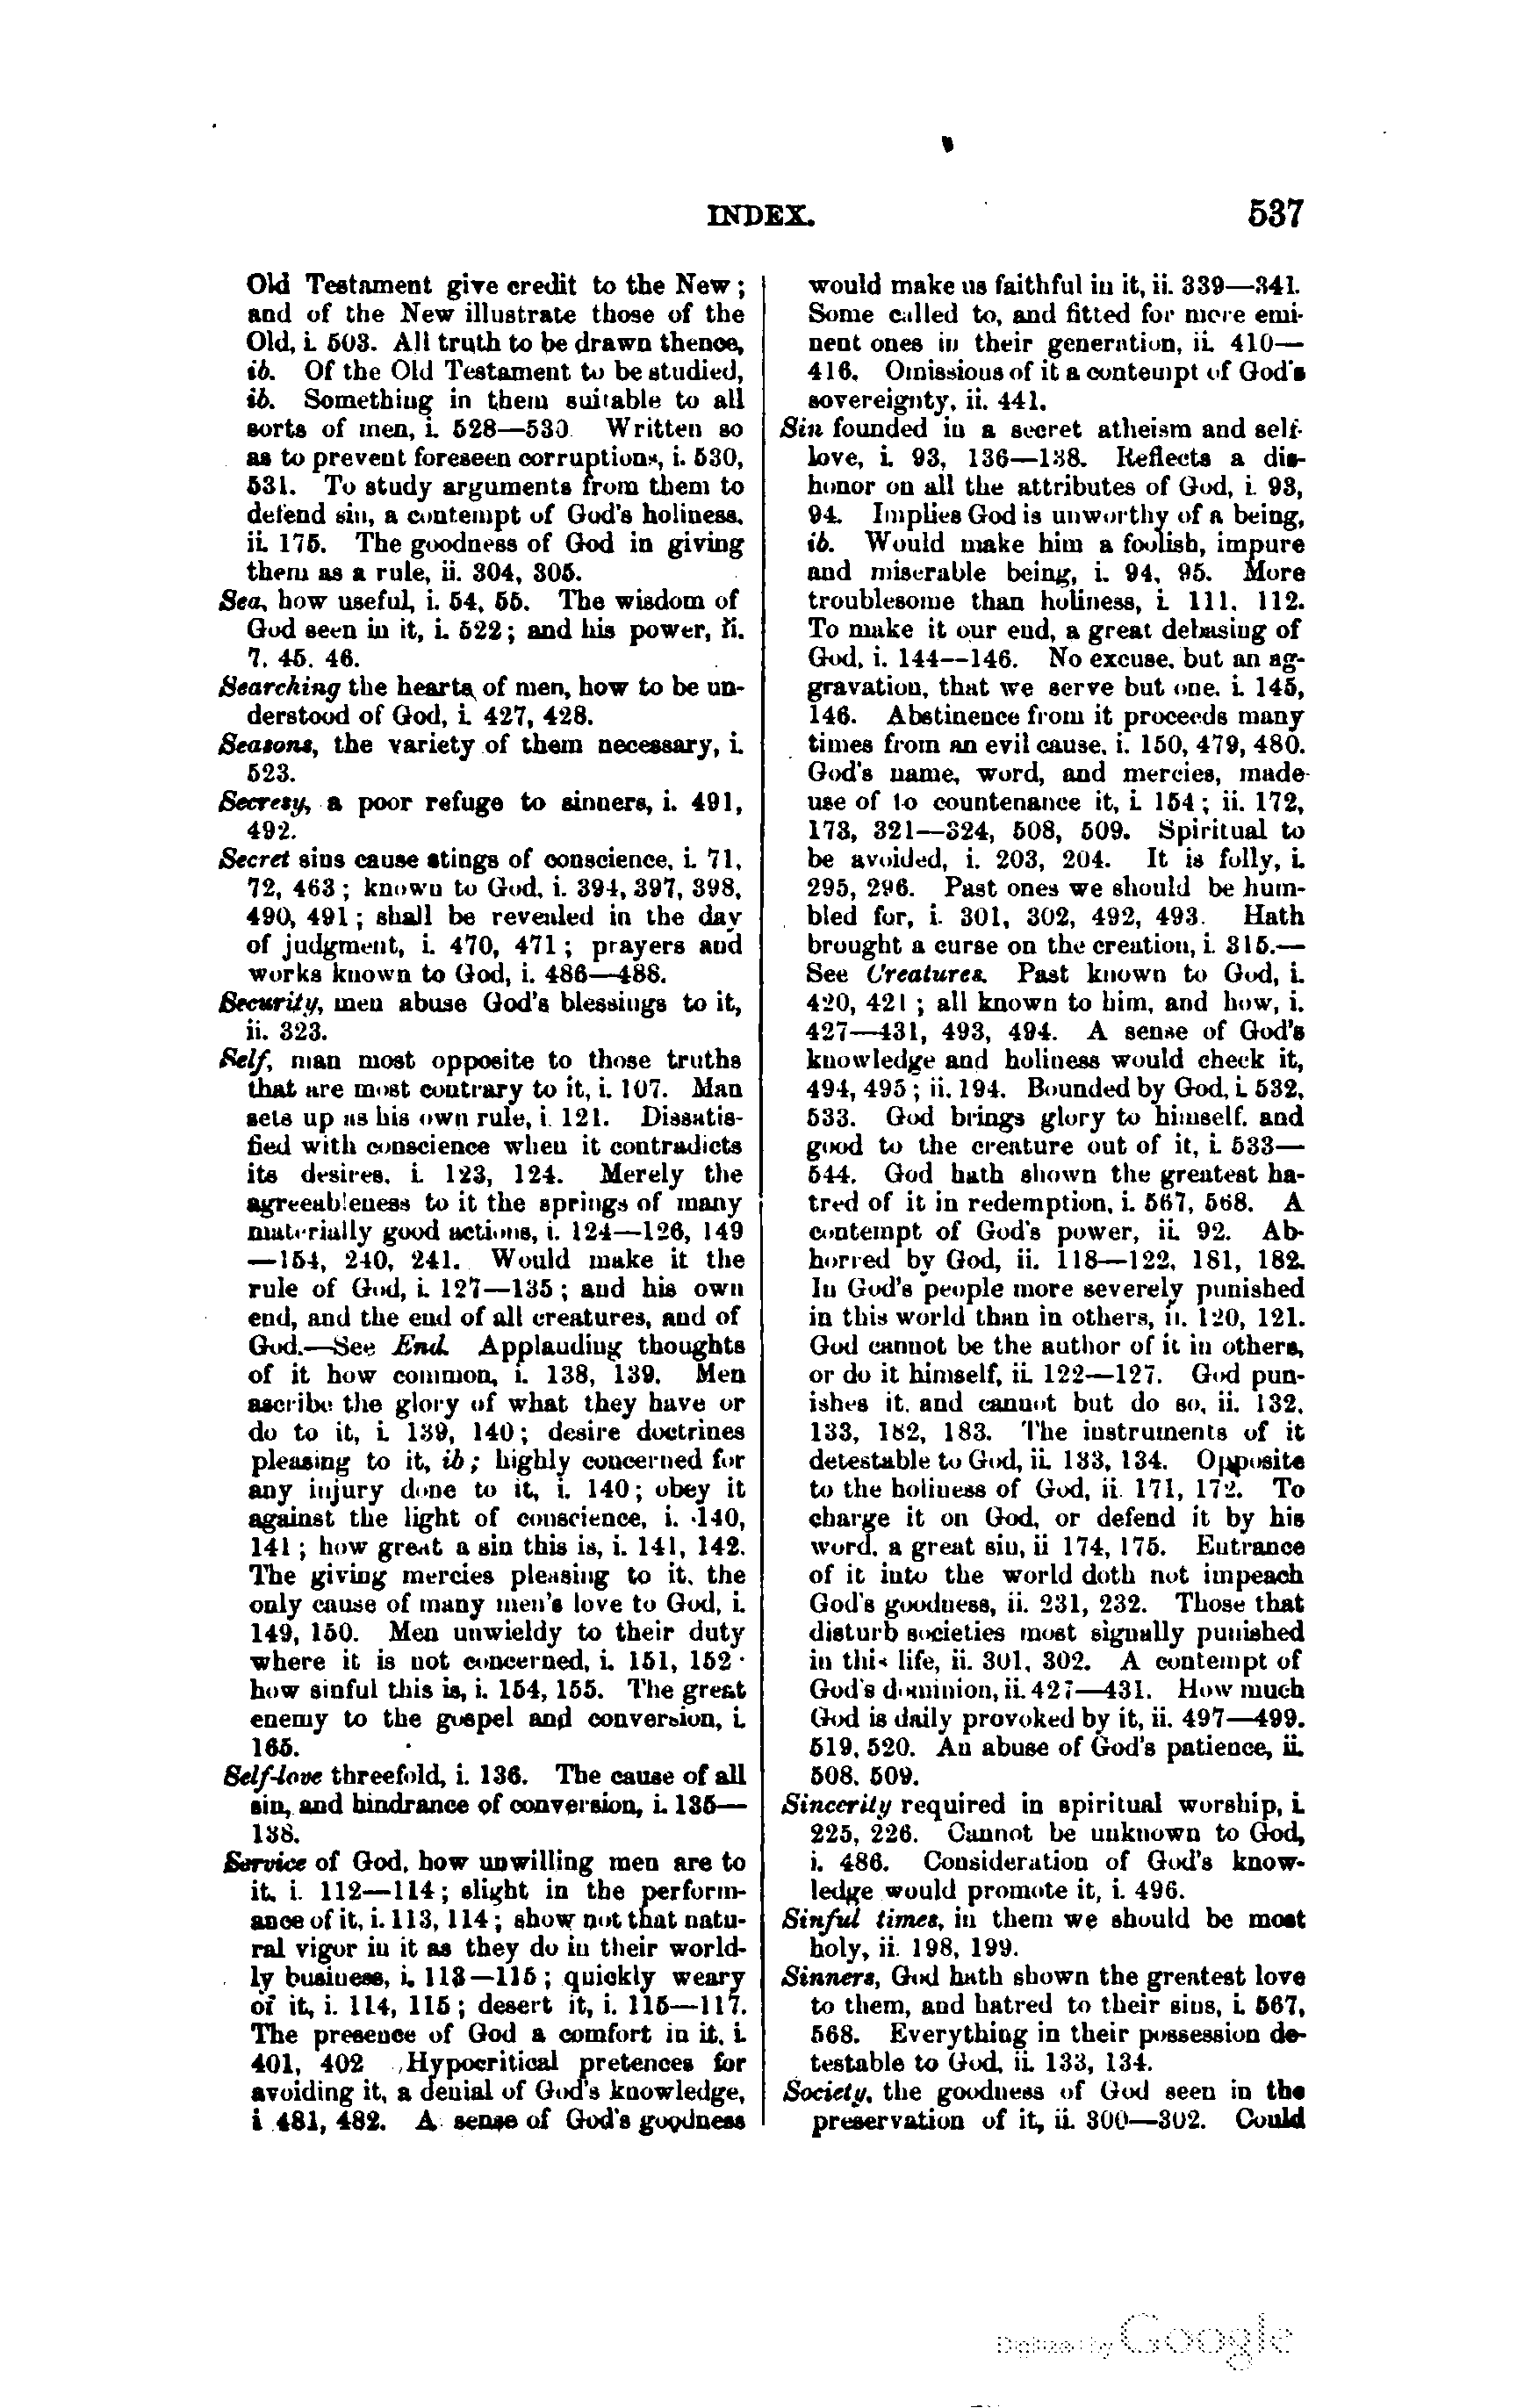 INDEX. 537
Old Testament give credit to the New;
and of the New illustrate those of the
Old, i. 503. All truth to be drawn thence,
ib. Of the Old Testament to be studied,
ib. Something in them suitable to all
sorts of men, i. 528—530 Written so
as to prevent foreseen corruptions, i. 530,
531. To study arguments from them to
defend sin, a contempt of God's holiness.
ii. 175. The goodness of God in giving
them as a rule, ii. 304, 305.
Sea, how useful, i. 54, 55. The wisdom of
God seen in it, i. 522; and his power, ii.
7. 45. 46.
Searching the hearts of men, how to be un-
derstood of God, i. 427, 428.
Seasons, the variety of them necessary, i.
523.
Secresy, a poor refuge to sinners, i. 491,
492.
Secret sins cause stings of conscience, i. 71,
72, 463; known to God, i. 394, 397, 398,
490, 491; shall be revealed in the day
of judgment, i. 470, 471; prayers and
works known to God, i. 486—488.
Security, men abuse God's blessings to it,
ii. 323.
Self, man most opposite to those truths
that are most contrary to it, i. 107. Man
sets up as his own rule, i. 121. Dissatis-
fied with conscience when it contradicts
its desires. i. 123, 124. Merely the
agreeableness to it the springs of many
materially good actions, i. 124—126, 149
—154, 240, 241. Would make it the
rule of God, i. 127—135; and his own
end, and the end of all creatures, and of
God.—See End. Applauding thoughts
of it how common, i. 138, 139. Men
ascribe the glory of what they have or
do to it, i. 139, 140; desire doctrines
pleasing to it, ib; highly concerned for
any injury done to it, i. 140; obey it
against the light of conscience, i. 140,
141; how great a sin this is, i. 141, 142.
The giving mercies pleasing to it, the
only cause of many men's love to God, i.
149, 150. Men unwieldy to their duty
where it is not concerned, i. 151, 152
how sinful this is, i. 154, 155. The great
enemy to the gospel and conversion, i.
165.
Self-love threefold, i. 136. The cause of all
sin, and hindrance of conversion, i. 135—
138.
Service of God, how unwilling men are to
it, i. 112—114; slight in the perform-
ance of it, i. 113, 114; show not that natu-
ral vigor in it as they do in their world-
ly business, i. 113—115; quickly weary
of it, i. 114, 115; desert it, i. 115—117.
The presence of God a comfort in it, i.
401, 402 Hypocritical pretences for
avoiding it, a denial of God's knowledge,
i 481, 482. A sense of God's goodness
would make us faithful in it, ii. 339—341.
Some called to, and fitted for more emi-
nent ones in their generation, ii. 410—
416. Omissions of it a contempt of God's
sovereignty, ii. 441.
Sin founded in a secret atheism and self-
love, i. 93, 136—138. Reflects a dis-
honor on all the attributes of God, i. 93,
94. Implies God is unworthy of a being,
ib. Would make him a foolish, impure
and miserable being, i. 94, 95. More
troublesome than holiness, i. 111. 112.
To make it our end, a great debasing of
God, i. 144—146. No excuse, but an ag-
gravation, that we serve but one. i. 145,
146. Abstinence from it proceeds many
times from an evil cause, i. 150, 479, 480.
God's name, word, and mercies, made
use of to countenance it, i. 154; ii. 172,
173, 321—324, 508, 509. Spiritual to
be avoided, i. 203, 204. It is folly, i.
295, 296. Past ones we should be hum-
bled for, i. 301, 302, 492, 493. Hath
brought a curse on the creation, i. 315.—
See Creatures. Past known to God, i.
420, 421; all known to him, and how, i.
427—431, 493, 494. A sense of God's
knowledge and holiness would check it,
494, 495; ii. 194. Bounded by God, i. 532,
533. God brings glory to himself, and
good to the creature out of it, i. 533—
544. God hath shown the greatest ha-
tred of it in redemption, i. 567, 568. A
contempt of God's power, ii. 92. Ab-
horred by God, ii. 118—122, 181, 182.
In God's people more severely punished
in this world than in others, ii. 120, 121.
God cannot be the author of it in others,
or do it himself, ii. 122—127. God pun-
ishes it. and cannot but do so, ii. 132,
133, 182, 183. The instruments of it
detestable to God, ii. 133, 134. Opposite
to the holiness of God, ii. 171, 172. To
charge it on God, or defend it by his
word, a great sin, ii 174, 175. Entrance
of it into the world doth not impeach
God's goodness, ii. 231, 232. Those that
disturb societies most signally punished
in this life, ii. 301, 302. A contempt of
God's dominion, ii. 427—431. How much
God is daily provoked by it, ii. 497—499.
519, 520. An abuse of God's patience, ii.
508, 509.
Sincerity required in spiritual worship, i.
225, 226. Cannot be unknown to God,
i. 486. Consideration of God's know-
ledge would promote it, i. 496.
Sinful times, in them we should be most
holy, ii. 198, 199.
Sinners, God hath shown the greatest love
to them, and hatred to their sins, i. 567,
568. Everything in their possession de-
testable to God, ii. 133, 134.
Society, the goodness of God seen in the
preservation of it, ii. 300—302. Could
Digitized by Google